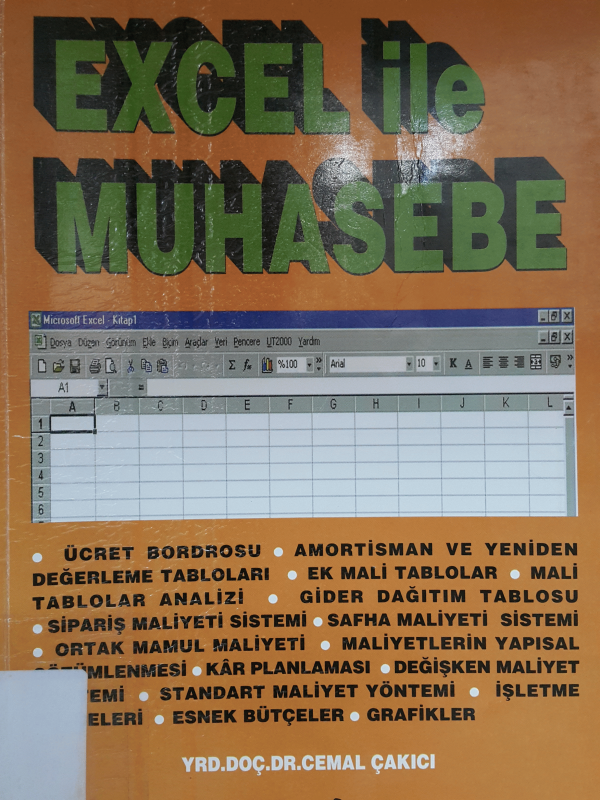 EXCEL ile
MUHASEBE
Microsoft Excel - Kitap1
Dosya Düzen Görünüm Ekle Biçim Araçlar Veri Pencere UT2000 Yardım
%100 Arial 10 K A
A1 =
A B C D E F G H I J K L
1
2
3
4
5
6
• ÜCRET BORDROSU • AMORTİSMAN VE YENİDEN
DEĞERLEME TABLOLARI • EK MALİ TABLOLAR • MALİ
TABLOLAR ANALİZİ • GİDER DAĞITIM TABLOSU
• SİPARİŞ MALİYETİ SİSTEMİ • SAFHA MALİYETİ SİSTEMİ
• ORTAK MAMUL MALİYETİ • MALİYETLERİN YAPISAL
• KÂR PLANLAMASI • DEĞİŞKEN MALİYET
• STANDART MALİYET YÖNTEMİ • İŞLETME
• ESNEK BÜTÇELER • GRAFİKLER
YRD.DOÇ.DR.CEMAL ÇAKICI